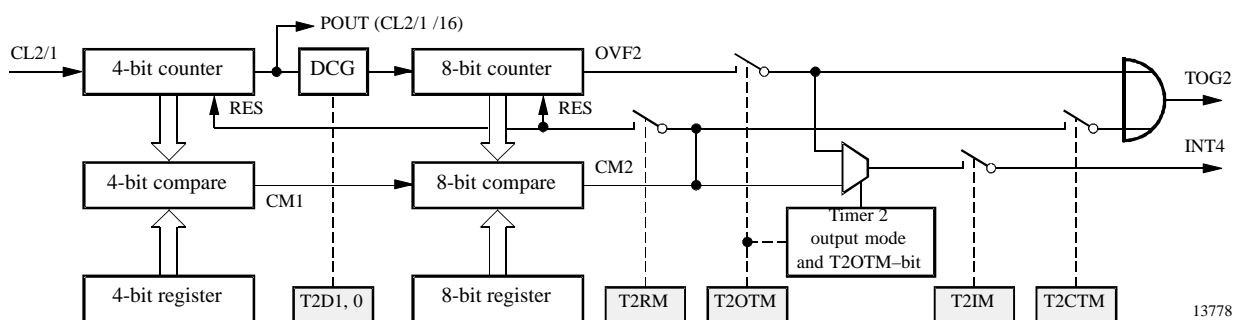 POUT (CL2/1 /16)
CL2/1
4-bit counter
DCG
8-bit counter
OVF2
TOG2
RES
RES
INT4
4-bit compare
CM1
8-bit compare
CM2
Timer 2
output mode
and T2OTM–bit
4-bit register
T2D1, 0
8-bit register
T2RM
T2OTM
T2IM
T2CTM
13778